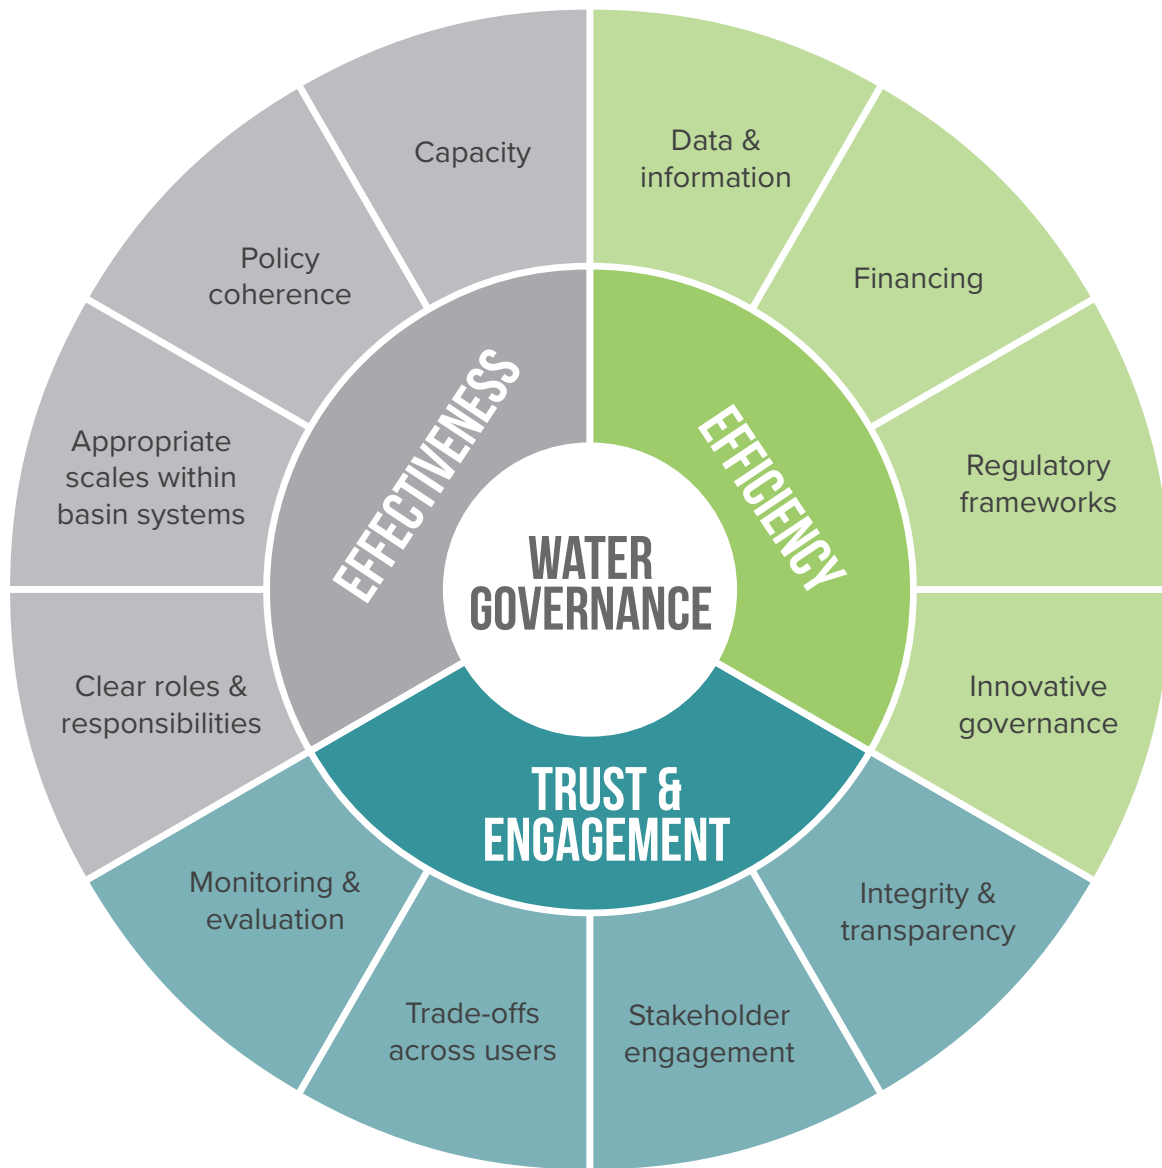 Capacity
Data &
information
Policy
coherence
Financing
Appropriate
scales within
basin systems
Regulatory
frameworks
EFFECTIVENESS
EFFICIENCY
WATER
GOVERNANCE
Clear roles &
responsibilities
Innovative
governance
TRUST &
ENGAGEMENT
Monitoring &
evaluation
Integrity &
transparency
Trade-offs
across users
Stakeholder
engagement